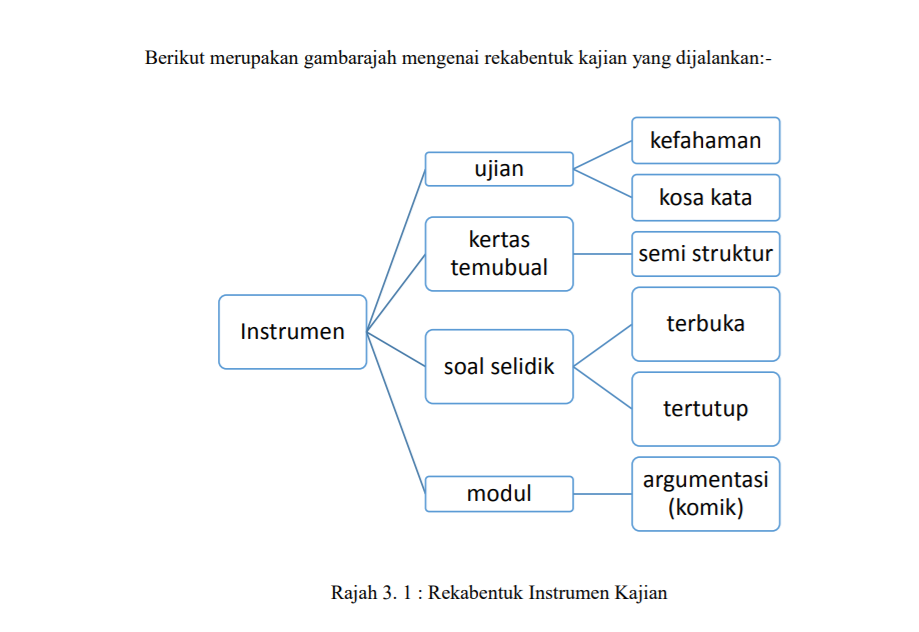 Berikut merupakan gambarajah mengenai rekabentuk kajian yang dijalankan:-
Instrumen
ujian
kefahaman
kosa kata
kertas
temubual
semi struktur
soal selidik
terbuka
tertutup
modul
argumentasi
(komik)
Rajah 3. 1 : Rekabentuk Instrumen Kajian